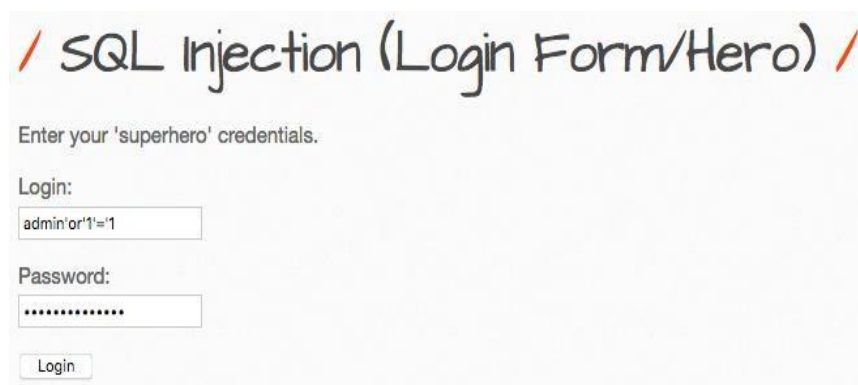 / SQL Injection (Login Form/Hero) /
Enter your 'superhero' credentials.
Login:
admin'or'1'='1
Password:
••••••••••••••
Login